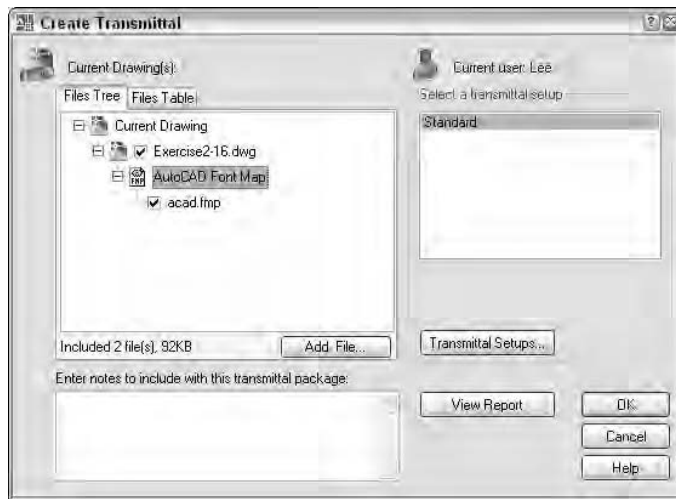 Create Transmittal
Current Drawing(s):
Files Tree
Files Table
Current Drawing
Exercise2-16.dwg
AutoCAD Font Map
acad.fmp
Included 2 file(s), 92KB
Add File...
Enter notes to include with this transmittal package:
Current user: Lee
Select a transmittal setup
Standard
Transmittal Setups...
View Report
OK
Cancel
Help